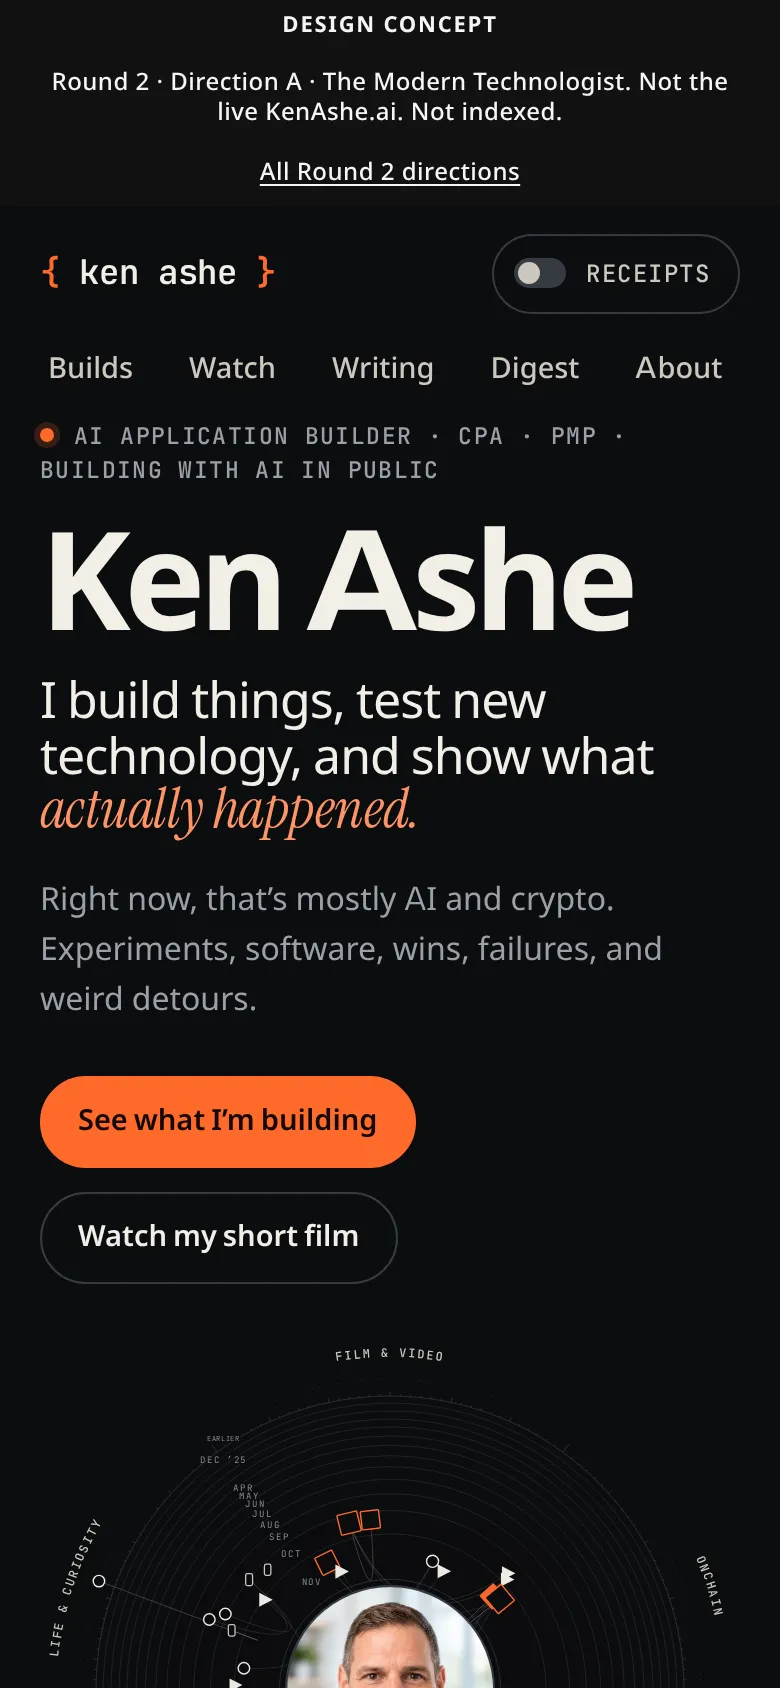 DESIGN CONCEPT
Round 2 · Direction A · The Modern Technologist. Not the
live KenAshe.ai. Not indexed.
All Round 2 directions
{ ken ashe }
RECEIPTS
Builds Watch Writing Digest About
AI APPLICATION BUILDER · CPA · PMP ·
BUILDING WITH AI IN PUBLIC
Ken Ashe
I build things, test new
technology, and show what
actually happened.
Right now, that’s mostly AI and crypto.
Experiments, software, wins, failures, and
weird detours.
See what I’m building
Watch my short film
FILM & VIDEO
EARLIER
DEC ’25
APR
MAY
JUN
JUL
AUG
SEP
OCT
NOV
LIFE & CURIOSITY
ONCHAIN